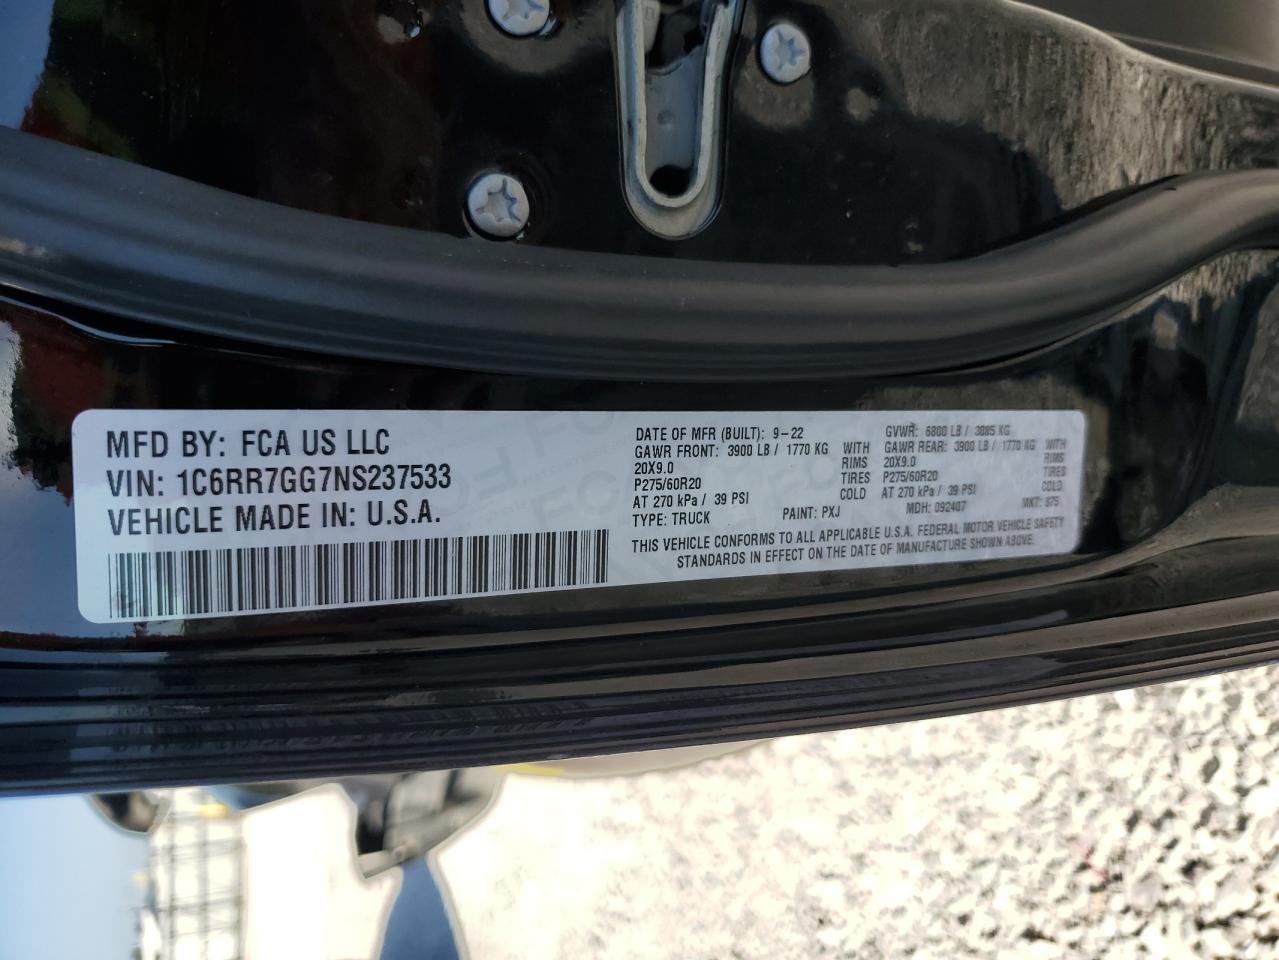 MFD BY: FCA US LLC
VIN: 1C6RR7GG7NS237533
VEHICLE MADE IN: U.S.A.
DATE OF MFR (BUILT): 9-22 GVWR: 6800 LB / 3085 KG
GAWR FRONT: 3900 LB / 1770 KG WITH GAWR REAR: 3900 LB / 1770 KG WITH
20X9.0 RIMS 20X9.0 RIMS
P275/60R20 TIRES P275/60R20 TIRES
AT 270 kPa / 39 PSI COLD AT 270 kPa / 39 PSI COLD
TYPE: TRUCK PAINT: PXJ MDH: 092407 MKT: 875
THIS VEHICLE CONFORMS TO ALL APPLICABLE U.S.A. FEDERAL MOTOR VEHICLE SAFETY
STANDARDS IN EFFECT ON THE DATE OF MANUFACTURE SHOWN ABOVE.